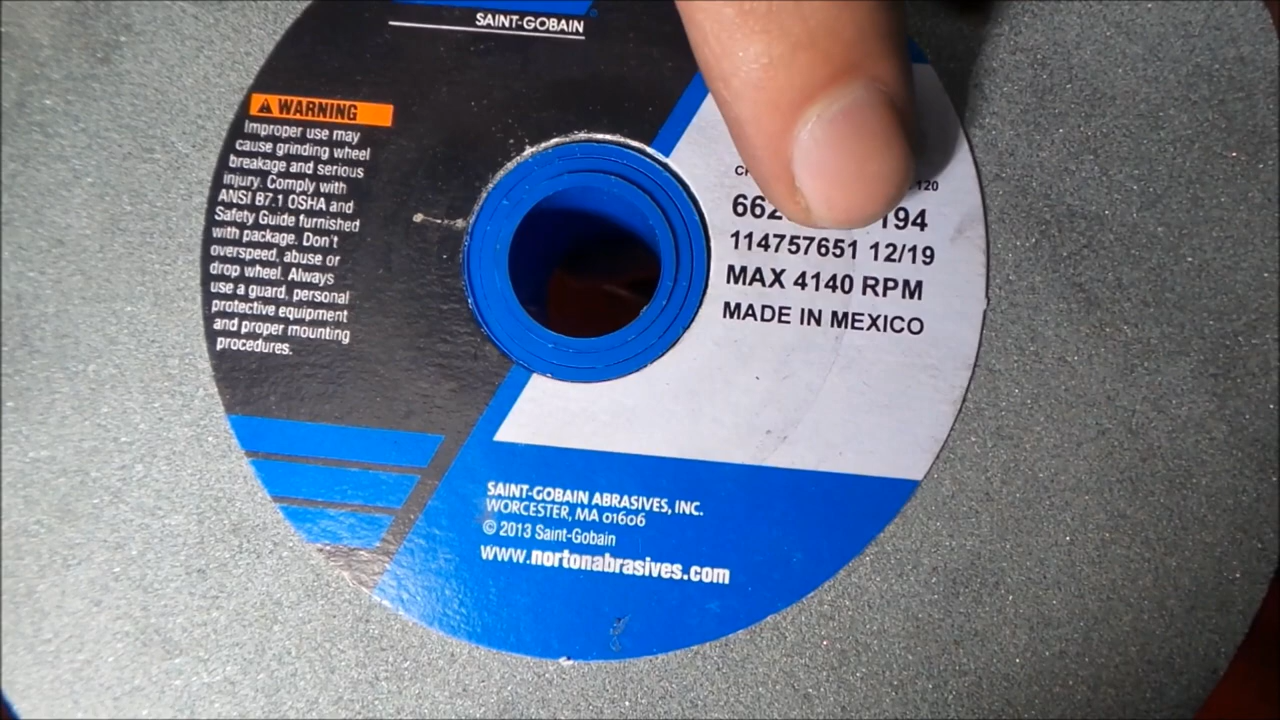 SAINT-GOBAIN
WARNING
Improper use may
cause grinding wheel
breakage and serious
injury. Comply with
ANSI B7.1 OSHA and
Safety Guide furnished
with package. Don't
overspeed, abuse or
drop wheel. Always
use a guard, personal
protective equipment
and proper mounting
procedures.
120
194
114757651 12/19
MAX 4140 RPM
MADE IN MEXICO
SAINT-GOBAIN ABRASIVES, INC.
WORCESTER, MA 01606
© 2013 Saint-Gobain
www.nortonabrasives.com